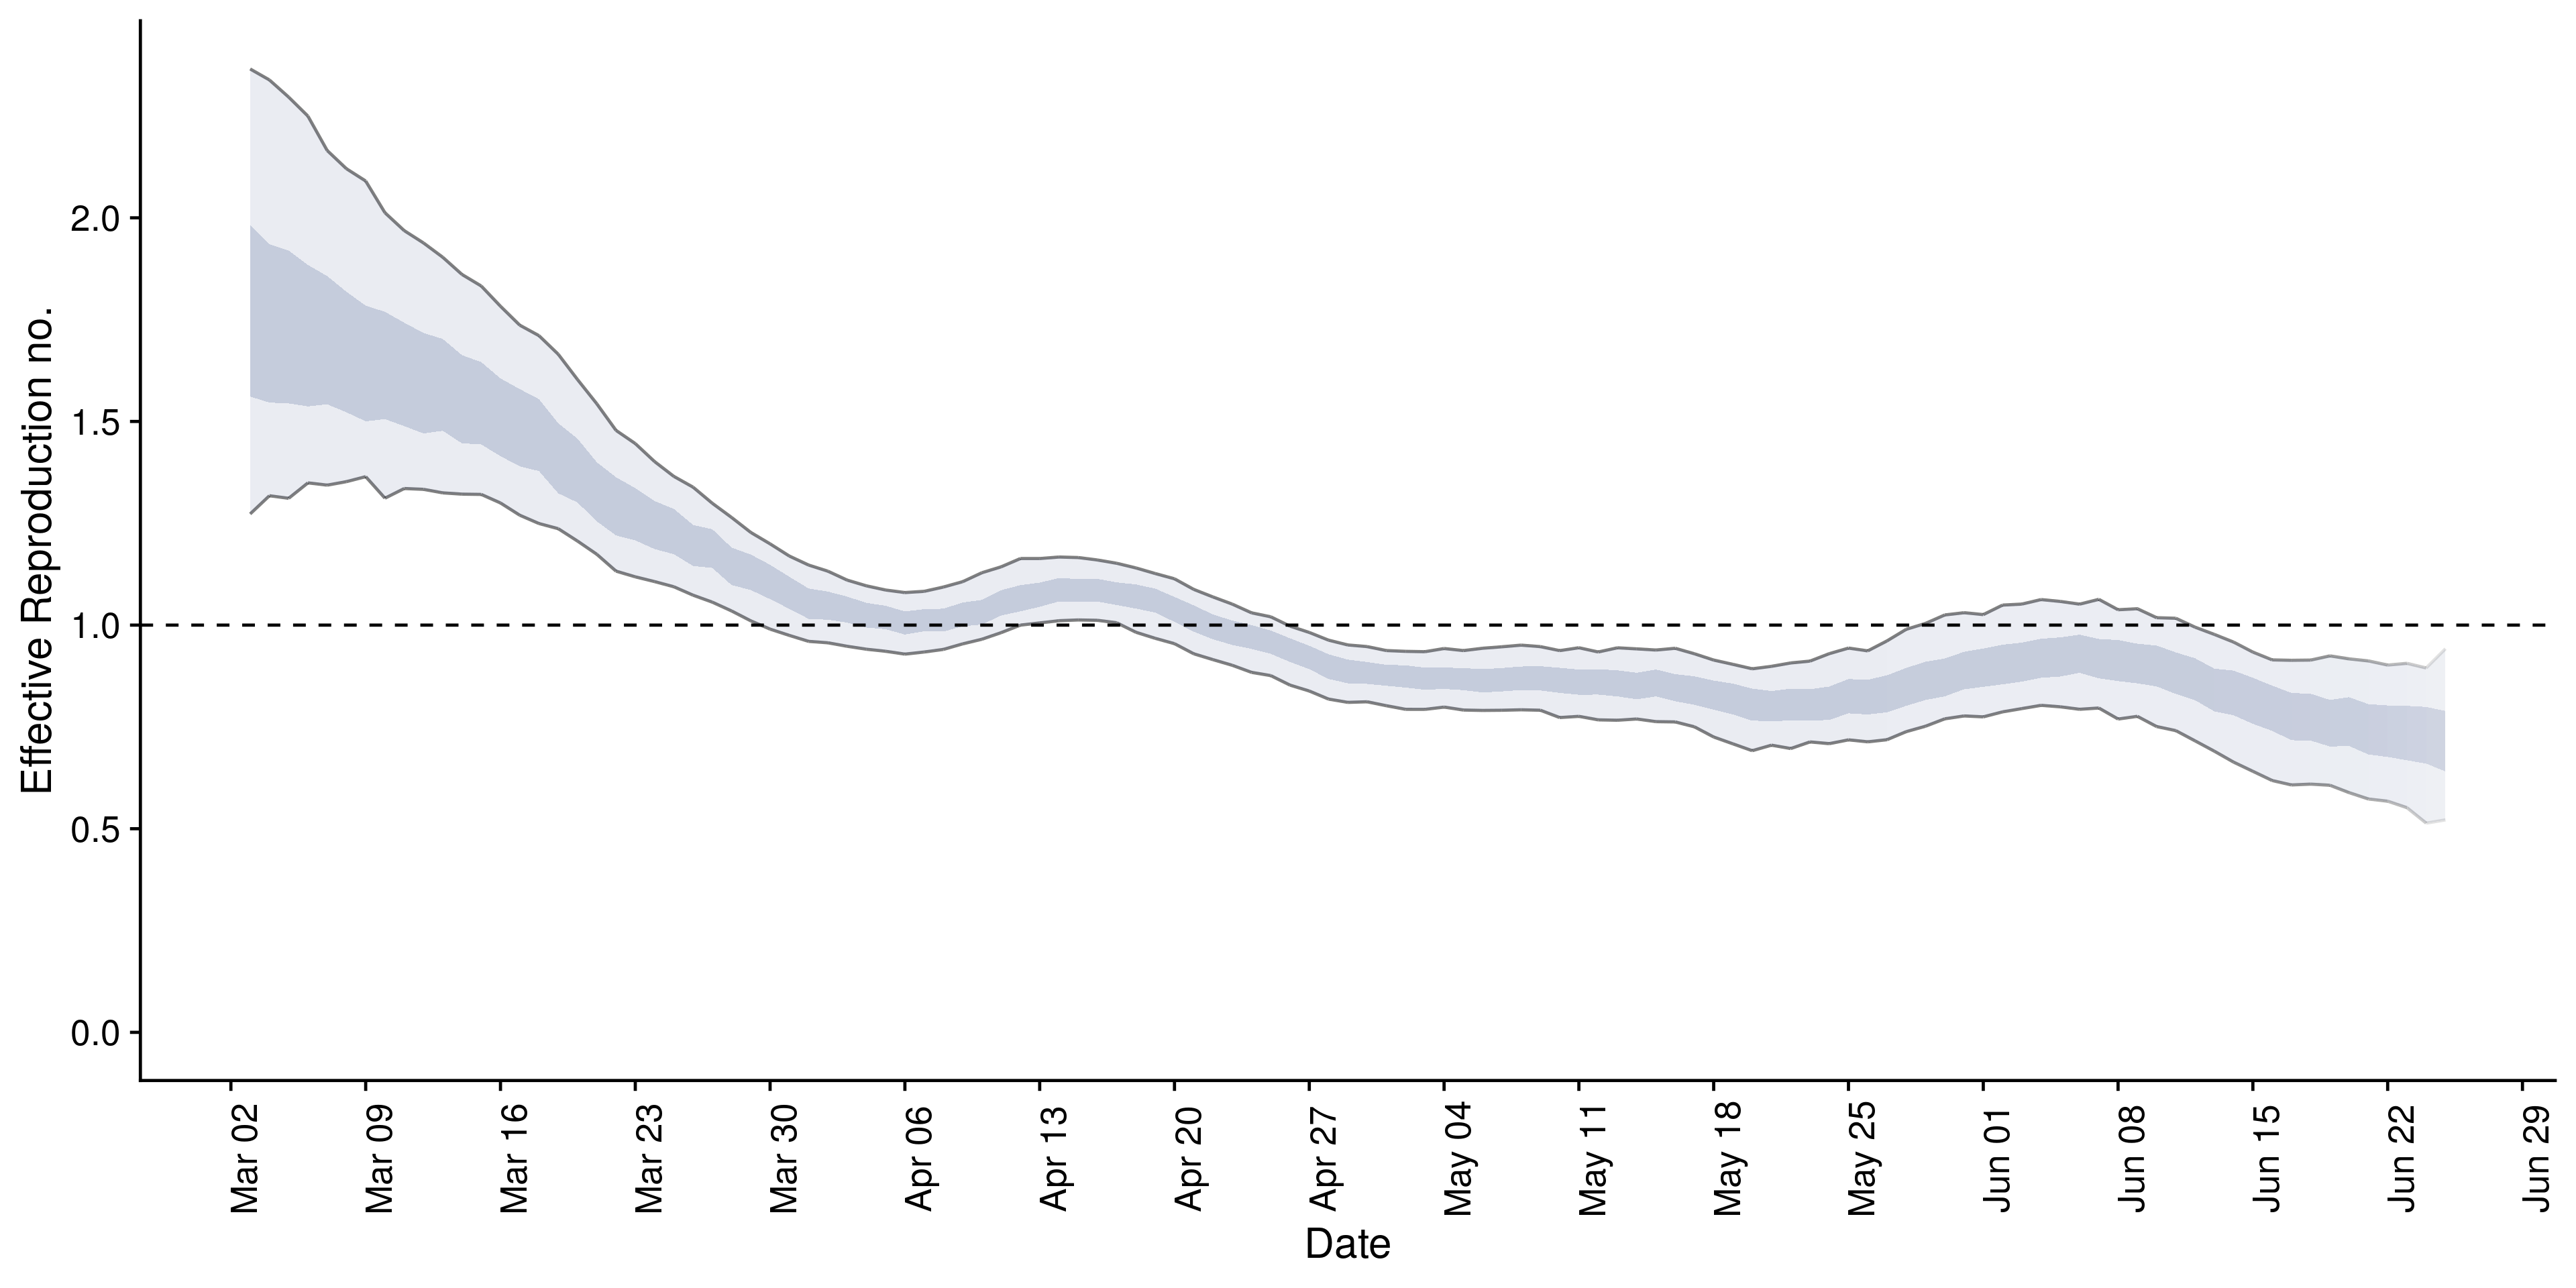 Effective Reproduction no.
2.0
1.5
1.0
0.5
0.0
Mar 02
Mar 09
Mar 16
Mar 23
Mar 30
Apr 06
Apr 13
Apr 20
Apr 27
May 04
May 11
May 18
May 25
Jun 01
Jun 08
Jun 15
Jun 22
Jun 29
Date